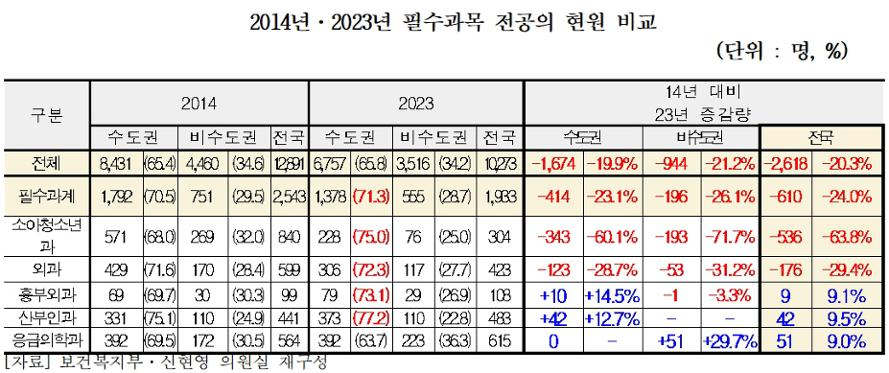 2014년·2023년 필수과목 전공의 현원 비교
(단위 : 명, %)
구분 2014 2023 14년 대비 23년 증감량
수도권 비수도권 전국 수도권 비수도권 전국 수도권 비수도권 전국
전체 8,431 (65.4) 4,460 (34.6) 12,891 6,757 (65.8) 3,516 (34.2) 10,273 -1,674 -19.9% -944 -21.2% -2,618 -20.3%
필수과계 1,792 (70.5) 751 (29.5) 2,543 1,378 (71.3) 555 (28.7) 1,933 -414 -23.1% -196 -26.1% -610 -24.0%
소아청소년과 571 (68.0) 269 (32.0) 840 228 (75.0) 76 (25.0) 304 -343 -60.1% -193 -71.7% -536 -63.8%
외과 429 (71.6) 170 (28.4) 599 306 (72.3) 117 (27.7) 423 -123 -28.7% -53 -31.2% -176 -29.4%
흉부외과 69 (69.7) 30 (30.3) 99 79 (73.1) 29 (26.9) 108 +10 +14.5% -1 -3.3% 9 9.1%
산부인과 331 (75.1) 110 (24.9) 441 373 (77.2) 110 (22.8) 483 +42 +12.7% - - 42 9.5%
응급의학과 392 (69.5) 172 (30.5) 564 392 (63.7) 223 (36.3) 615 0 - +51 +29.7% 51 9.0%
[자료] 보건복지부·신현영 의원실 재구성